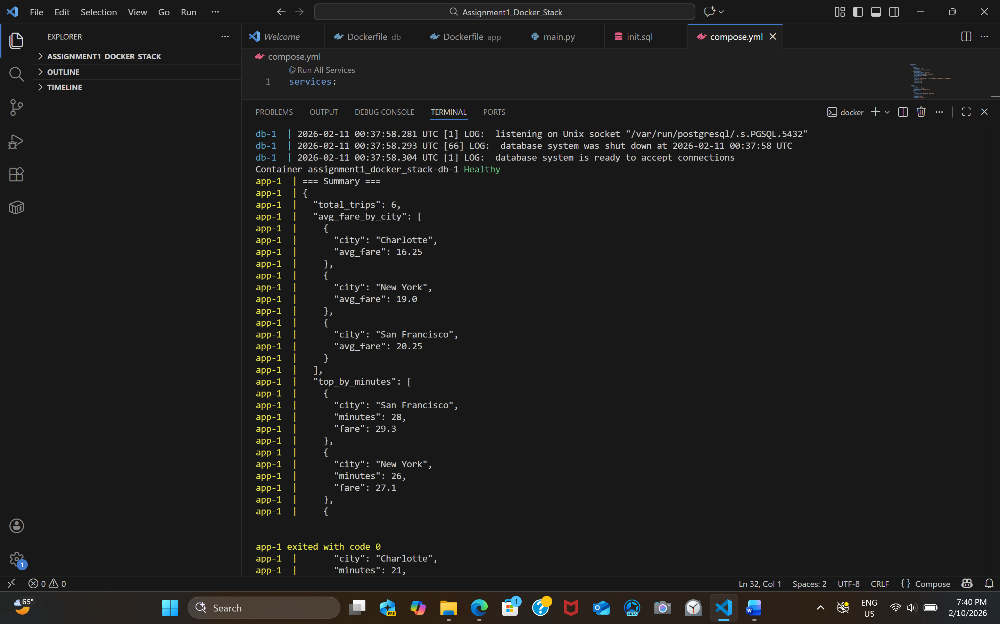 File Edit Selection View Go Run ···
Assignment1_Docker_Stack
EXPLORER
ASSIGNMENT1_DOCKER_STACK
OUTLINE
TIMELINE
Welcome
Dockerfile db
Dockerfile app
main.py
init.sql
compose.yml
compose.yml
Run All Services
1 services:
PROBLEMS OUTPUT DEBUG CONSOLE TERMINAL PORTS
docker
db-1  | 2026-02-11 00:37:58.281 UTC [1] LOG:  listening on Unix socket "/var/run/postgresql/.s.PGSQL.5432"
db-1  | 2026-02-11 00:37:58.293 UTC [66] LOG:  database system was shut down at 2026-02-11 00:37:58 UTC
db-1  | 2026-02-11 00:37:58.304 UTC [1] LOG:  database system is ready to accept connections
Container assignment1_docker_stack-db-1 Healthy
app-1  | === Summary ===
app-1  | {
app-1  |   "total_trips": 6,
app-1  |   "avg_fare_by_city": [
app-1  |     {
app-1  |       "city": "Charlotte",
app-1  |       "avg_fare": 16.25
app-1  |     },
app-1  |     {
app-1  |       "city": "New York",
app-1  |       "avg_fare": 19.0
app-1  |     },
app-1  |     {
app-1  |       "city": "San Francisco",
app-1  |       "avg_fare": 20.25
app-1  |     }
app-1  |   ],
app-1  |   "top_by_minutes": [
app-1  |     {
app-1  |       "city": "San Francisco",
app-1  |       "minutes": 28,
app-1  |       "fare": 29.3
app-1  |     },
app-1  |     {
app-1  |       "city": "New York",
app-1  |       "minutes": 26,
app-1  |       "fare": 27.1
app-1  |     },
app-1  |     {
app-1 exited with code 0
app-1  |       "city": "Charlotte",
app-1  |       "minutes": 21,
1
0 0
Ln 32, Col 1 Spaces: 2 UTF-8 CRLF { } Compose
65°
Search
PRE
1
BETA
ENG
US
7:40 PM
2/10/2026